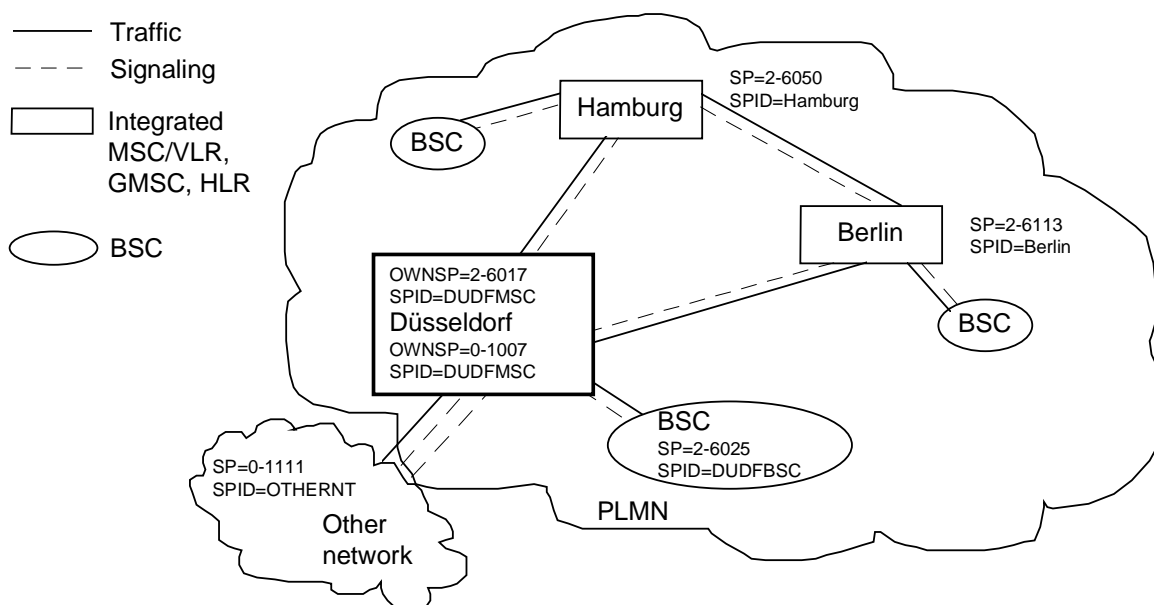 Traffic
Signaling
Integrated
MSC/VLR,
GMSC, HLR
BSC
SP=2-6050
SPID=Hamburg
Hamburg
BSC
Berlin
SP=2-6113
SPID=Berlin
BSC
OWNSP=2-6017
SPID=DUDFMSC
Düsseldorf
OWNSP=0-1007
SPID=DUDFMSC
BSC
SP=2-6025
SPID=DUDFBSC
SP=0-1111
SPID=OTHERNT
Other
network
PLMN